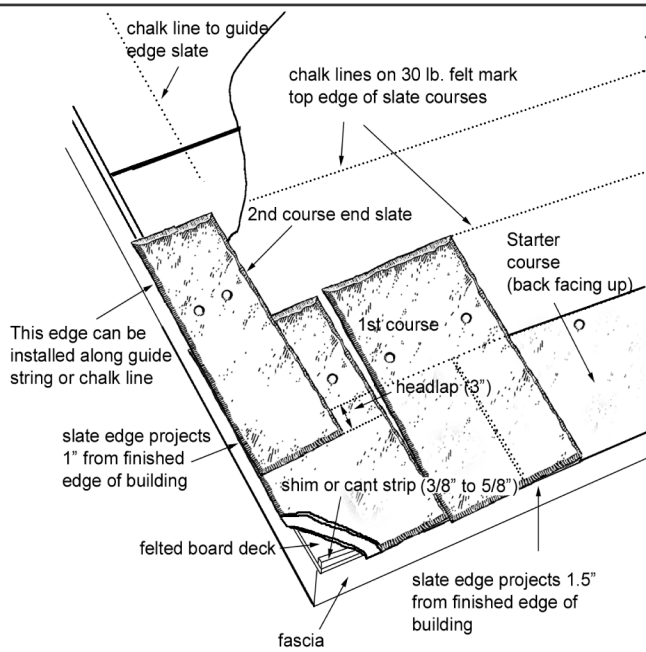 chalk line to guide
edge slate
chalk lines on 30 lb. felt mark
top edge of slate courses
2nd course end slate
Starter
course
(back facing up)
This edge can be
installed along guide
string or chalk line
1st course
headlap (3”)
slate edge projects
1” from finished
edge of building
shim or cant strip (3/8” to 5/8”)
felted board deck
slate edge projects 1.5”
from finished edge of
building
fascia